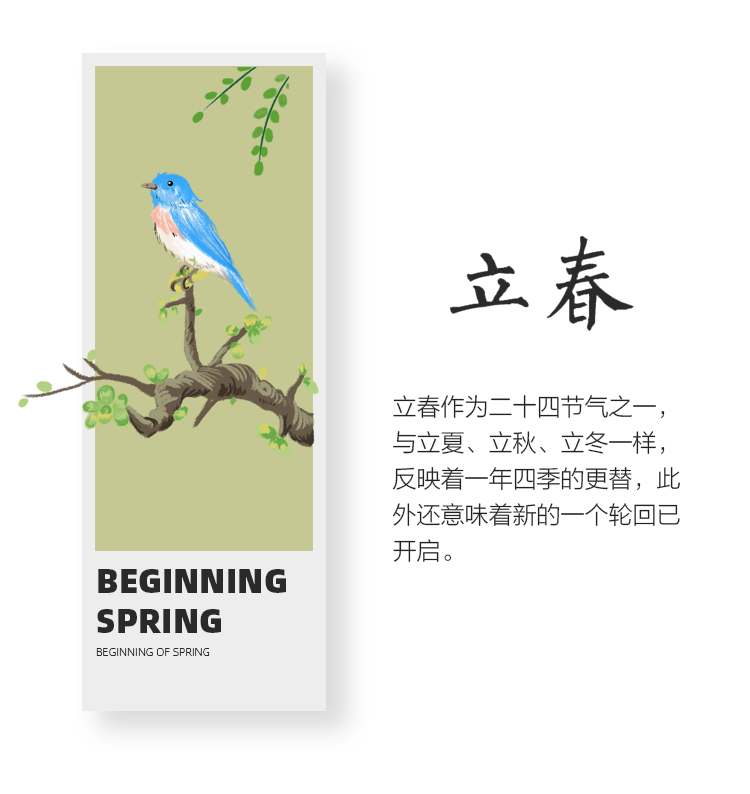 BEGINNING
SPRING
BEGINNING OF SPRING
立春
立春作为二十四节气之一，
与立夏、立秋、立冬一样，
反映着一年四季的更替，此
外还意味着新的一个轮回已
开启。